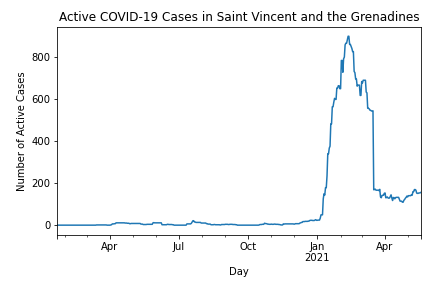 Active COVID-19 Cases in Saint Vincent and the Grenadines
Number of Active Cases
800
600
400
200
0
Apr
Jul
Oct
Jan
2021
Apr
Day